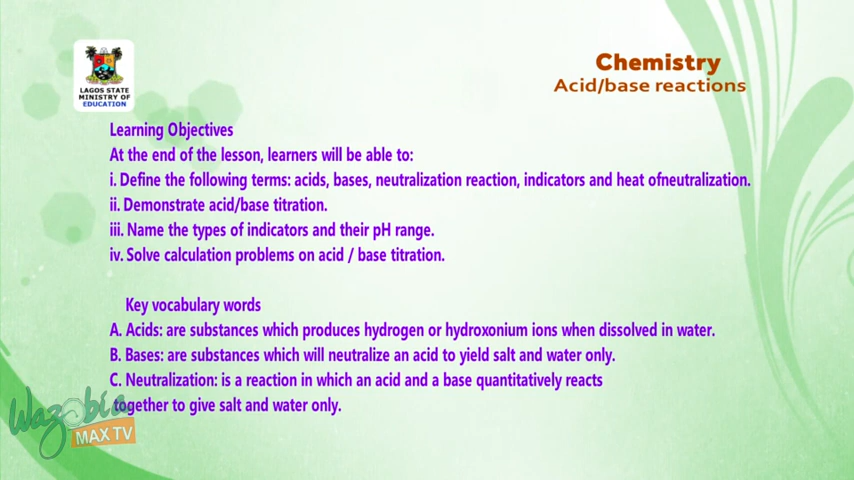 LAGOS STATE
MINISTRY OF
EDUCATION
Chemistry
Acid/base reactions
Learning Objectives
At the end of the lesson, learners will be able to:
i. Define the following terms: acids, bases, neutralization reaction, indicators and heat ofneutralization.
ii. Demonstrate acid/base titration.
iii. Name the types of indicators and their pH range.
iv. Solve calculation problems on acid / base titration.
Key vocabulary words
A. Acids: are substances which produces hydrogen or hydroxonium ions when dissolved in water.
B. Bases: are substances which will neutralize an acid to yield salt and water only.
C. Neutralization: is a reaction in which an acid and a base quantitatively reacts
together to give salt and water only.
Wazobia
MAX TV